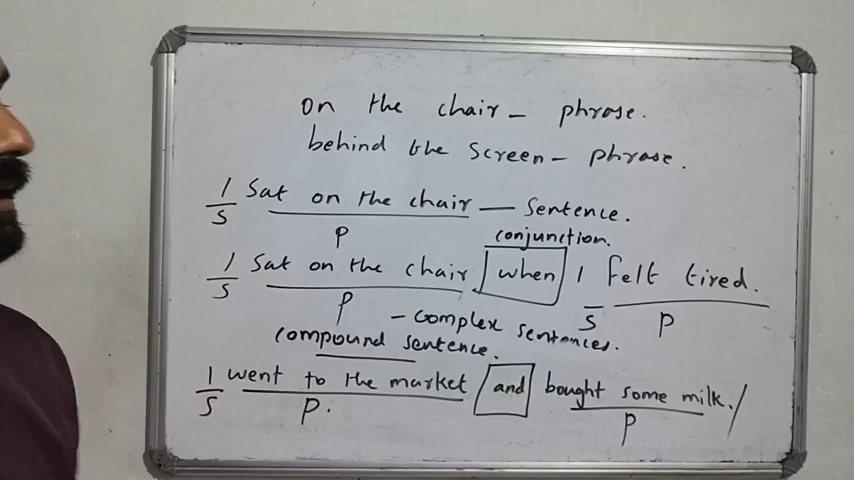 on the chair - phrase.
behind the screen - phrase.
I sat on the chair - sentence.
S P
conjunction.
I sat on the chair / when / I felt tired.
S P S P
- complex sentences.
compound sentence.
I went to the market / and bought some milk. /
S P. P